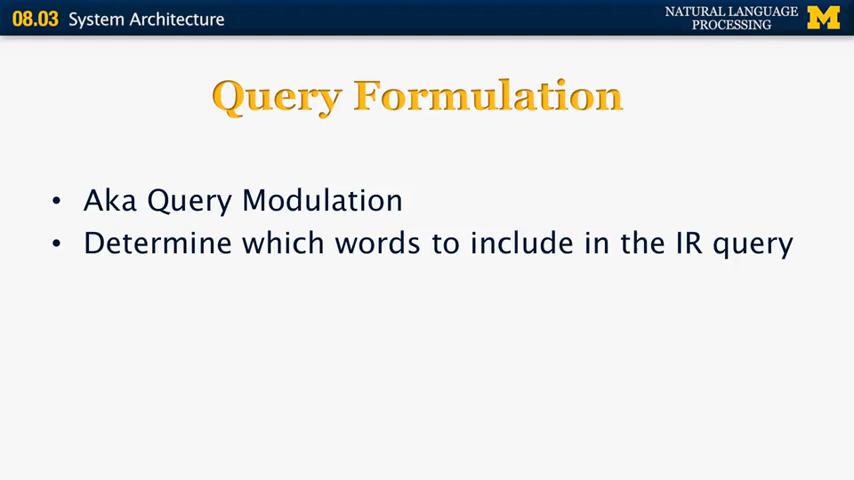 08.03 System Architecture
NATURAL LANGUAGE
PROCESSING
M
Query Formulation
• Aka Query Modulation
• Determine which words to include in the IR query